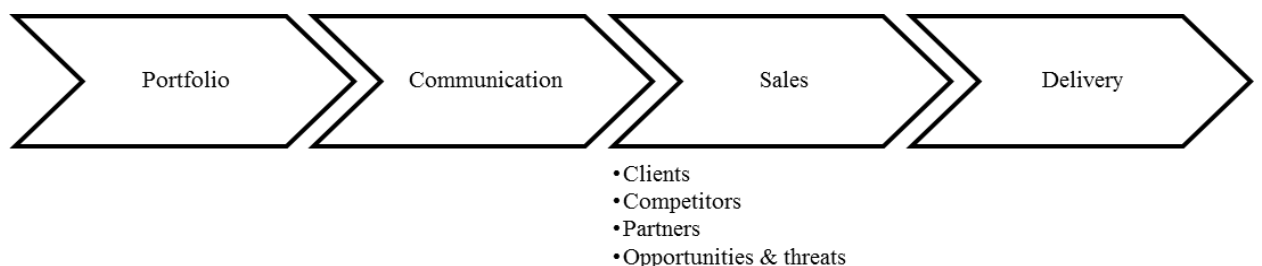 Portfolio
Communication
Sales
Delivery
•Clients
•Competitors
•Partners
•Opportunities & threats